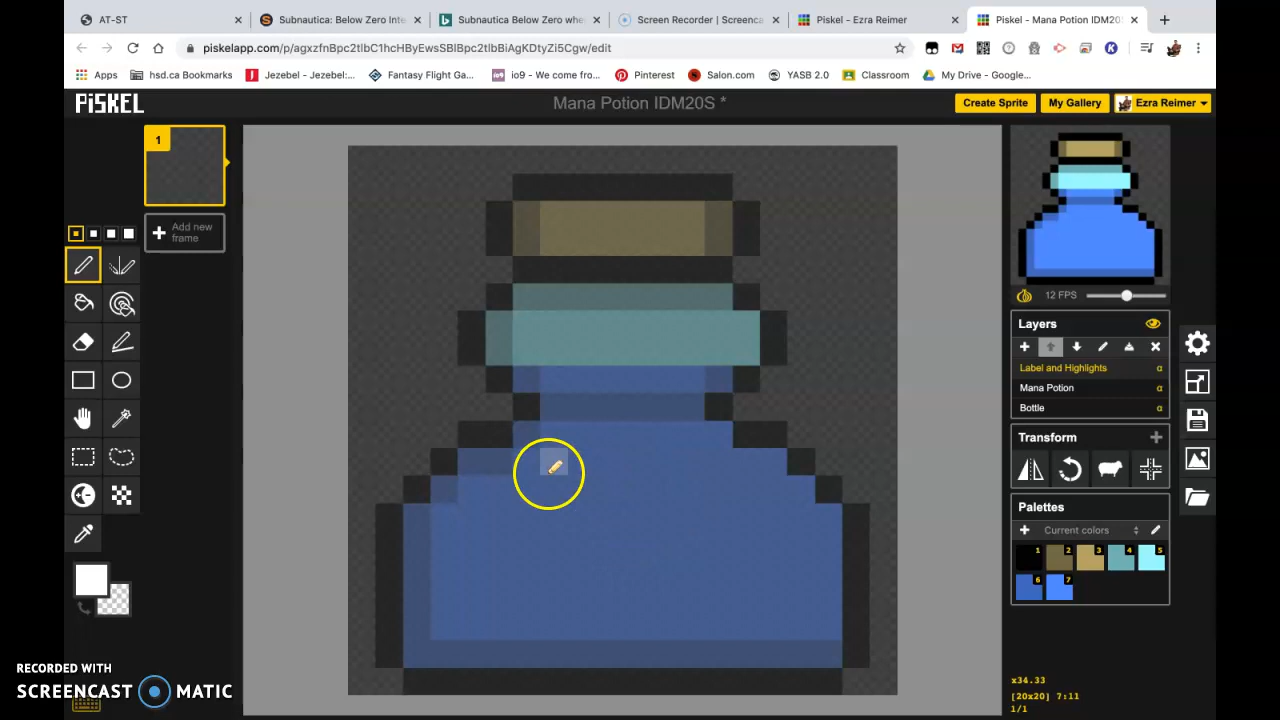 AT-ST
Subnautica: Below Zero Inte
Subnautica Below Zero whe
Screen Recorder | Screenca
Piskel - Ezra Reimer
Piskel - Mana Potion IDM20
piskelapp.com/p/agxzfnBpc2tlbC1hcHByEwsSBlBpc2tlbBiAgKDtyZi5Cgw/edit
Apps
hsd.ca Bookmarks
Jezebel - Jezebel:...
Fantasy Flight Ga...
io9 - We come fro...
Pinterest
Salon.com
YASB 2.0
Classroom
My Drive - Google...
PiSKEL
Mana Potion IDM20S *
Create Sprite
My Gallery
Ezra Reimer
1
Add new
frame
12 FPS
Layers
Label and Highlights α
Mana Potion α
Bottle α
Transform
Palettes
Current colors
1 2 3 4 5
6 7
x34.33
[20x20] 7:11
1/1
RECORDED WITH
SCREENCAST MATIC